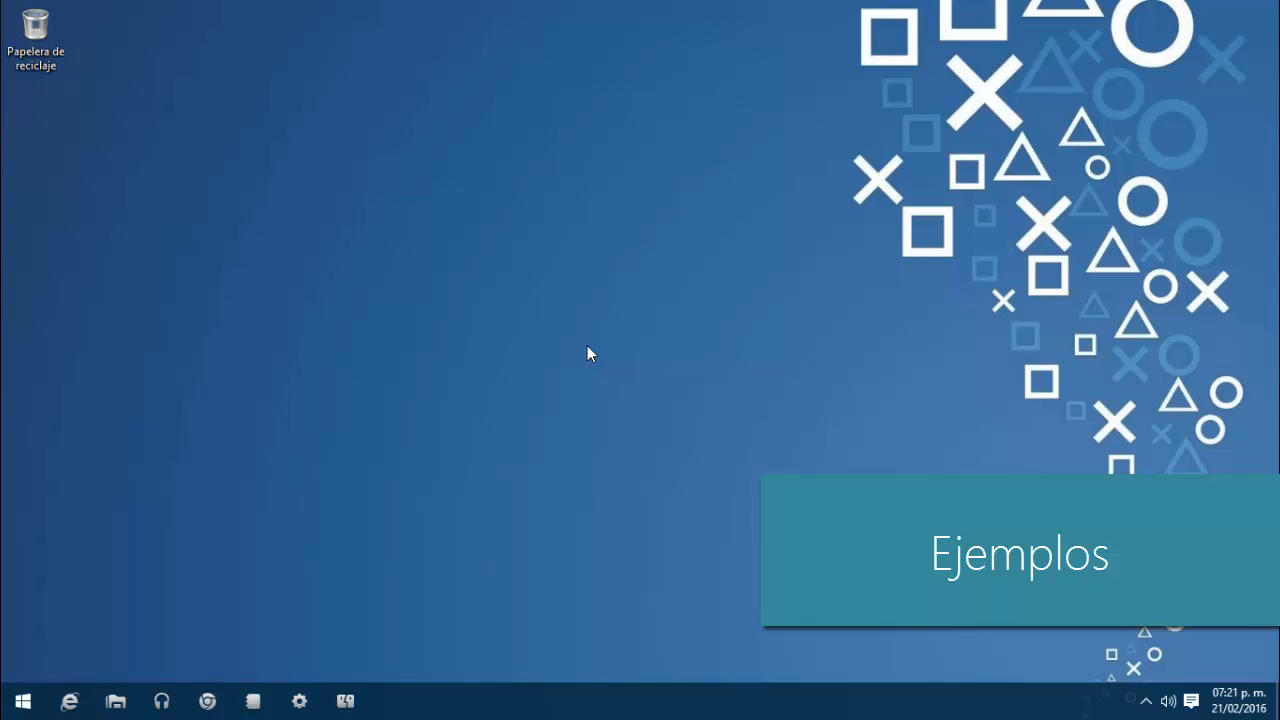 Papelera de
reciclaje
Ejemplos
07:21 p. m.
21/02/2016